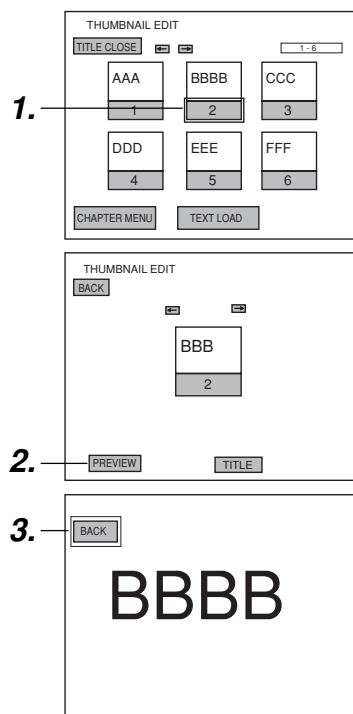 THUMBNAIL EDIT
TITLE CLOSE
1 - 6
AAA BBBB CCC
1. 1 2 3
DDD EEE FFF
4 5 6
CHAPTER MENU TEXT LOAD
THUMBNAIL EDIT
BACK
BBB
2
2. PREVIEW TITLE
3. BACK
BBBB